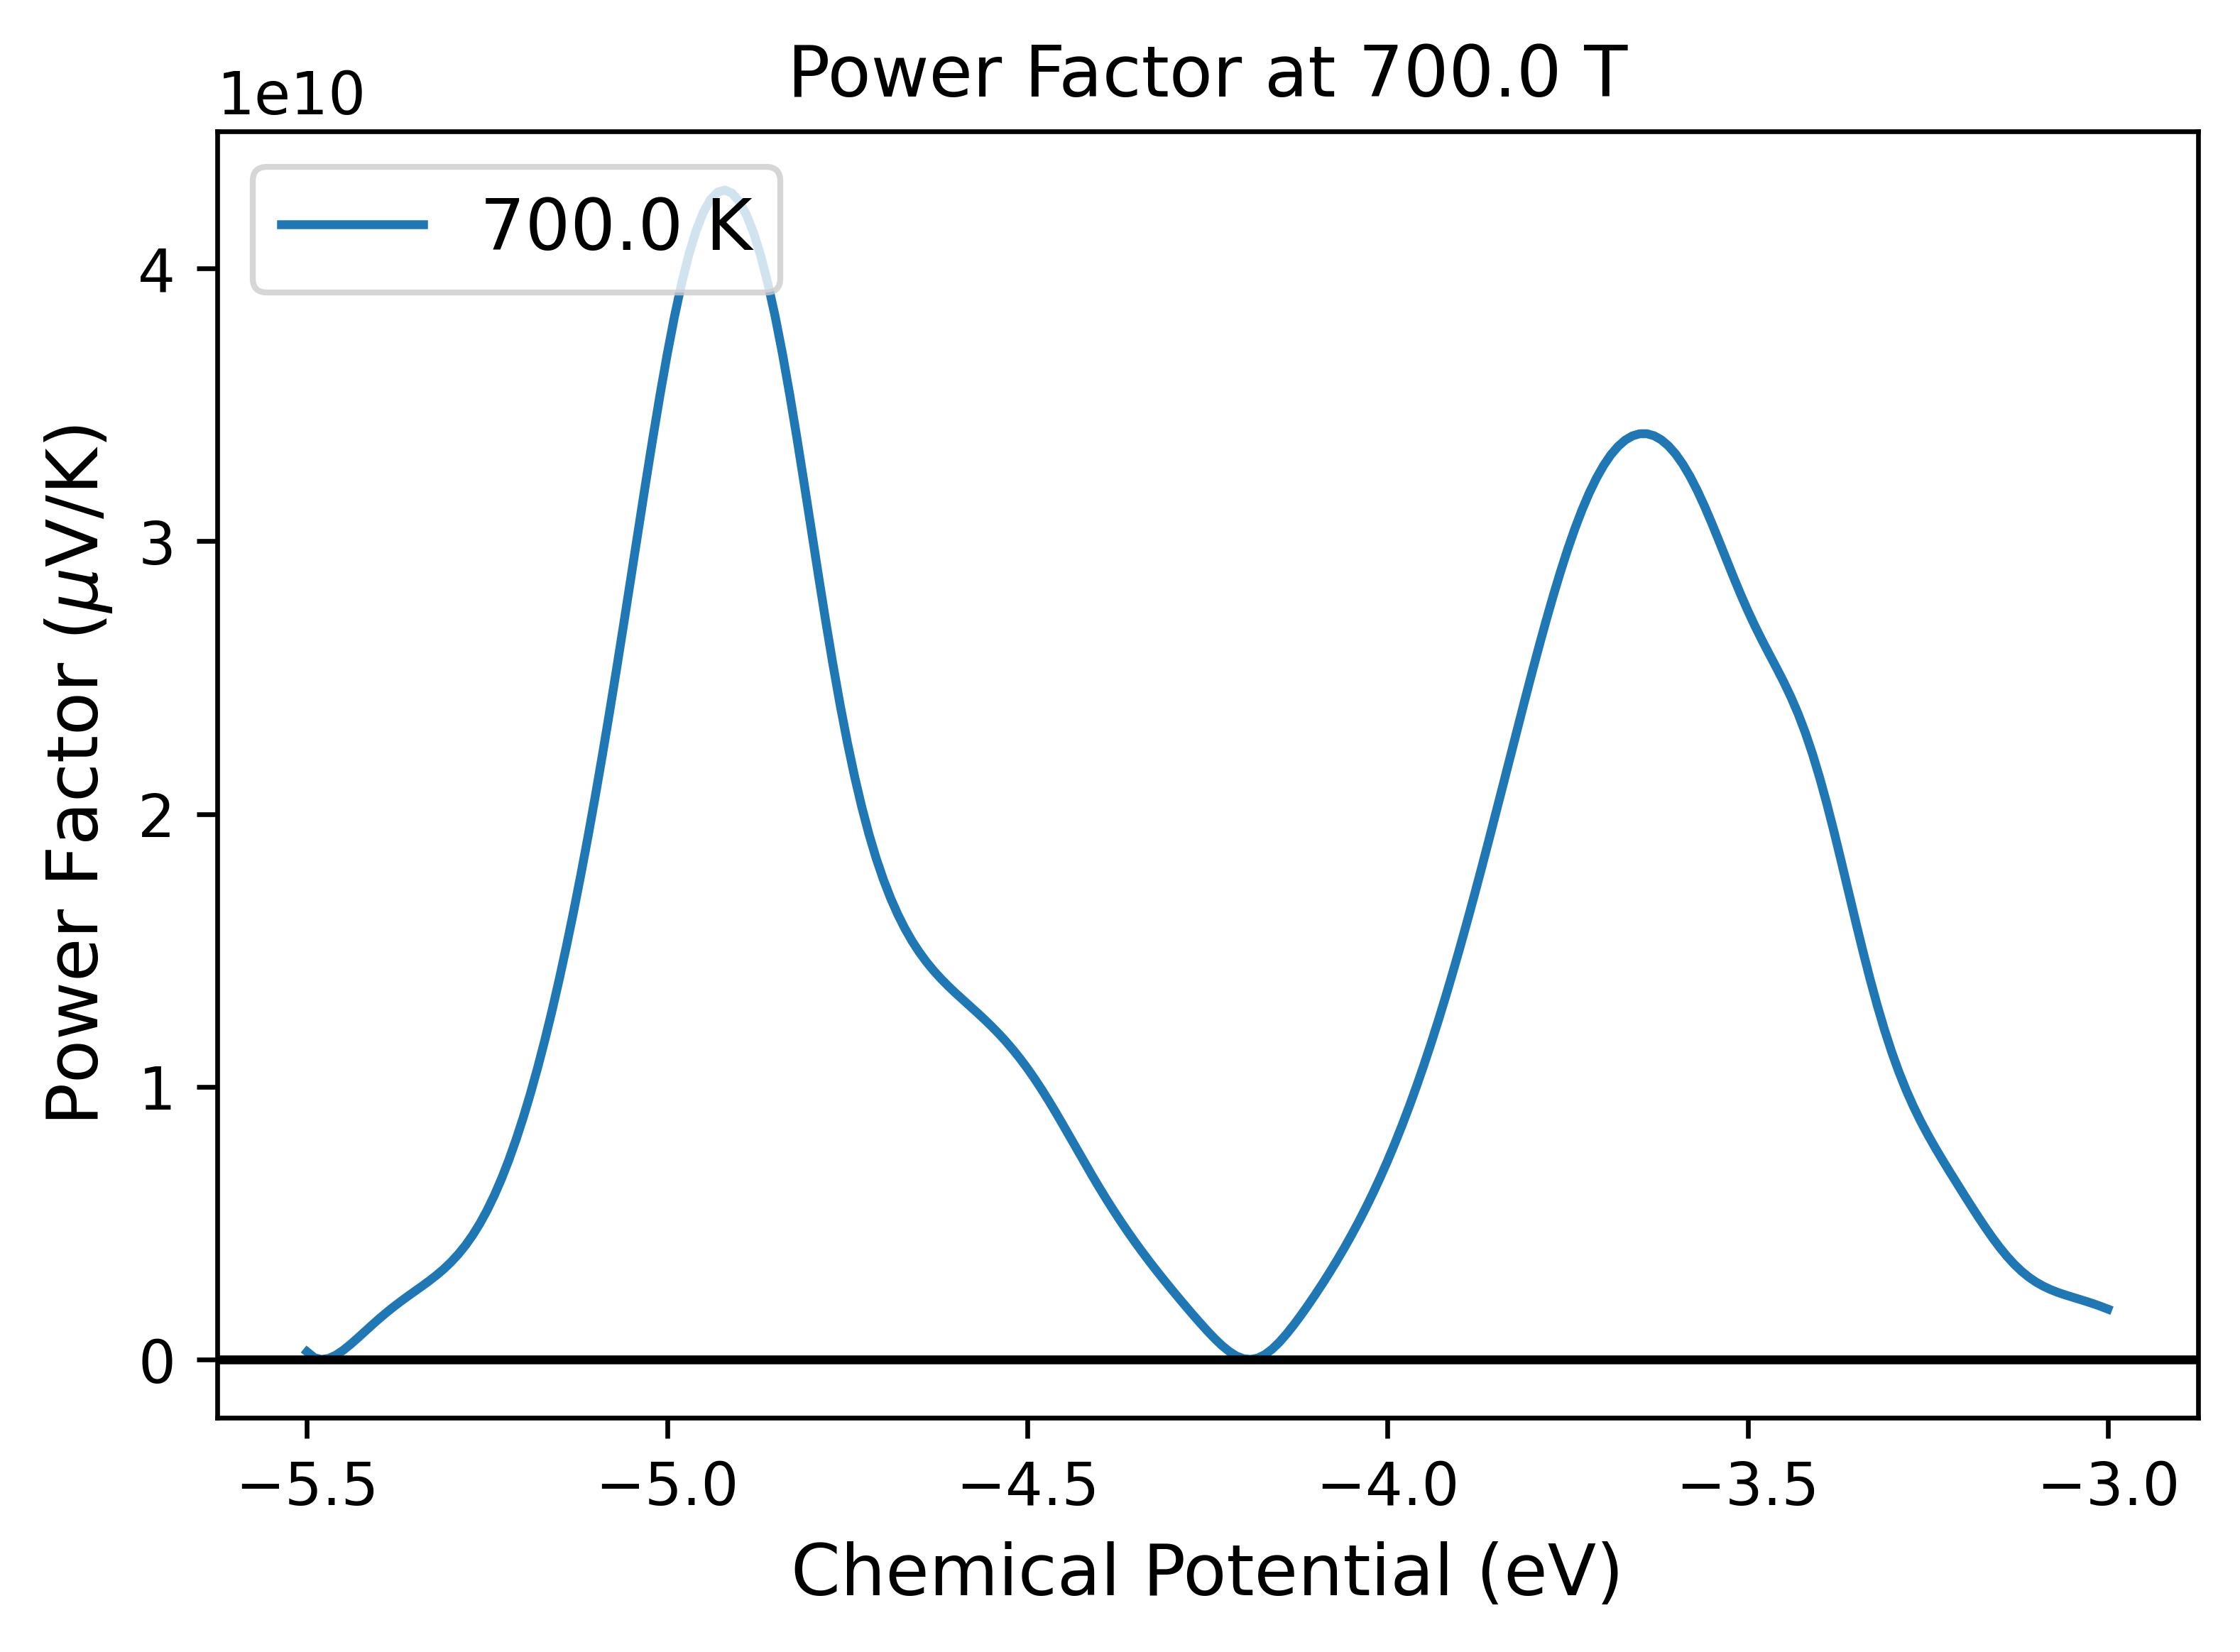 Power Factor at 700.0 T
1e10
700.0 K
Power Factor (μV/K)
4
3
2
1
0
−5.5
−5.0
−4.5
−4.0
−3.5
−3.0
Chemical Potential (eV)